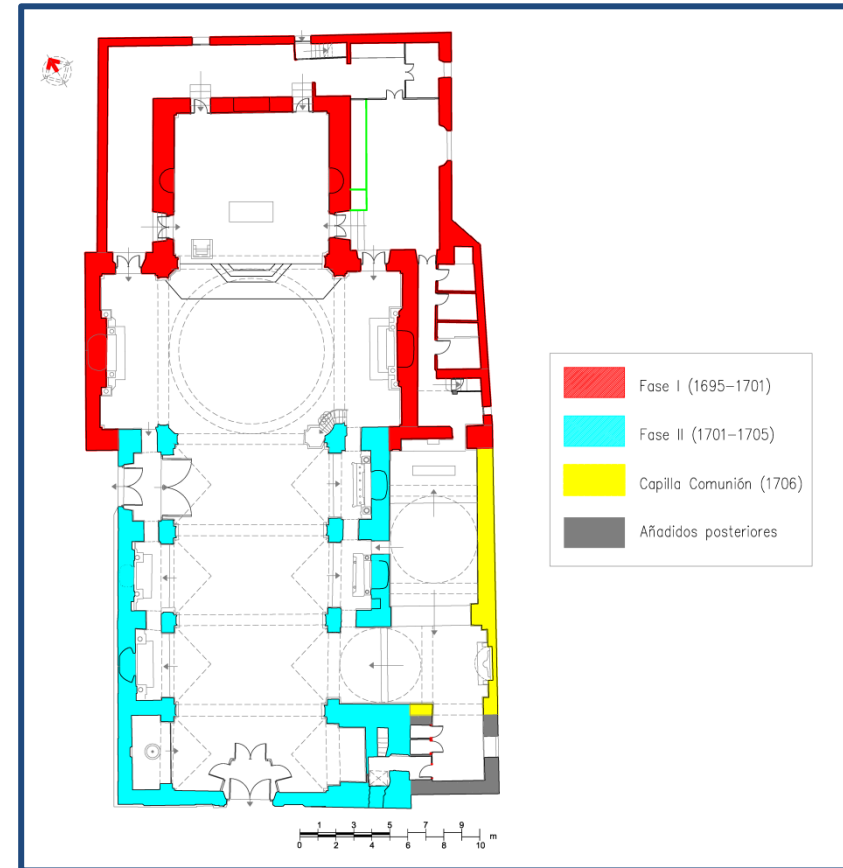 Fase I (1695-1701)
Fase II (1701-1705)
Capilla Comunión (1706)
Añadidos posteriores
1 3 5 7 9
0 2 4 6 8 10 m